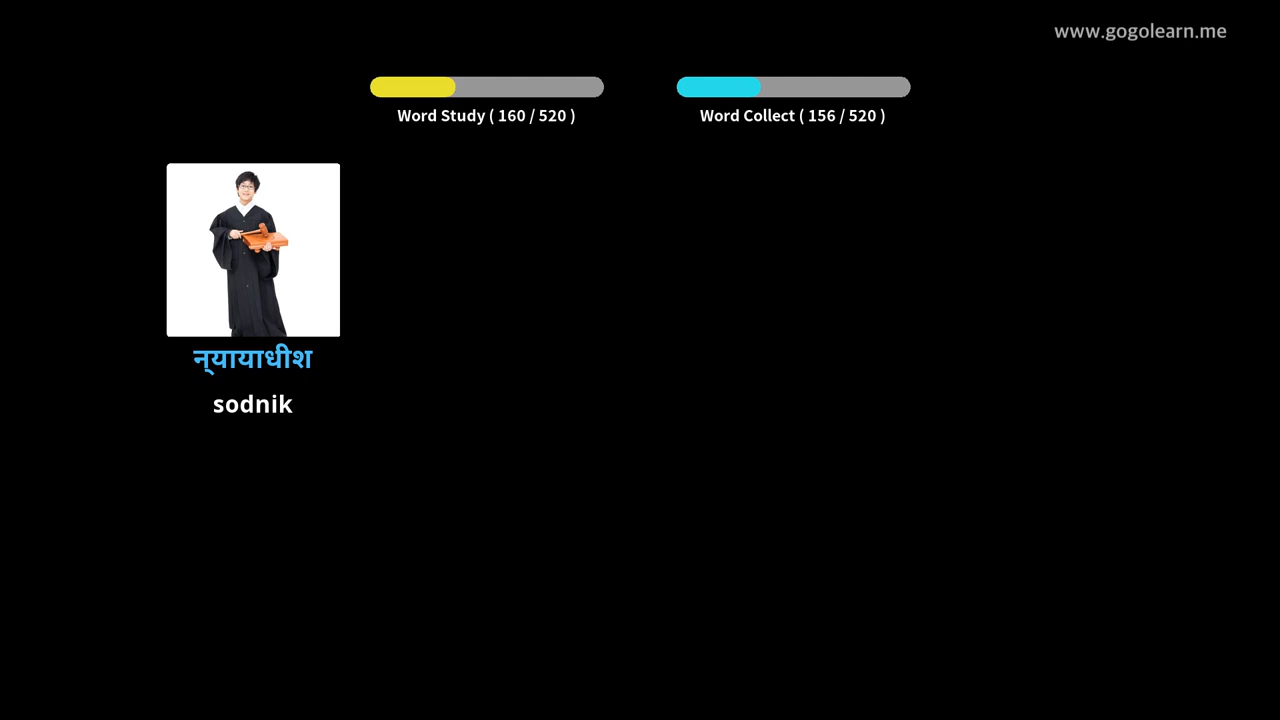 www.gogolearn.me
Word Study ( 160 / 520 )
Word Collect ( 156 / 520 )
न्यायाधीश
sodnik